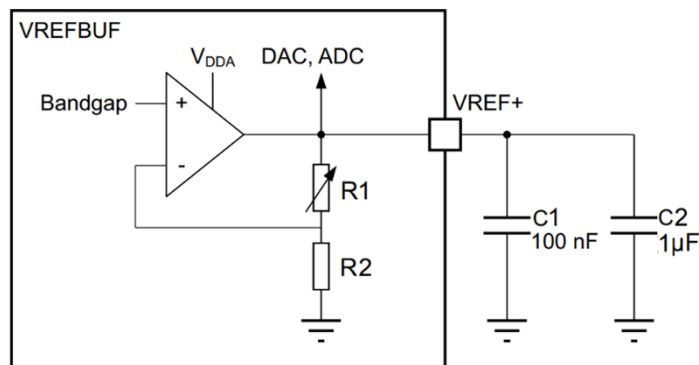 VREFBUF
VDDA
DAC, ADC
Bandgap
+
VREF+
-
R1
C1
100 nF
C2
1µF
R2